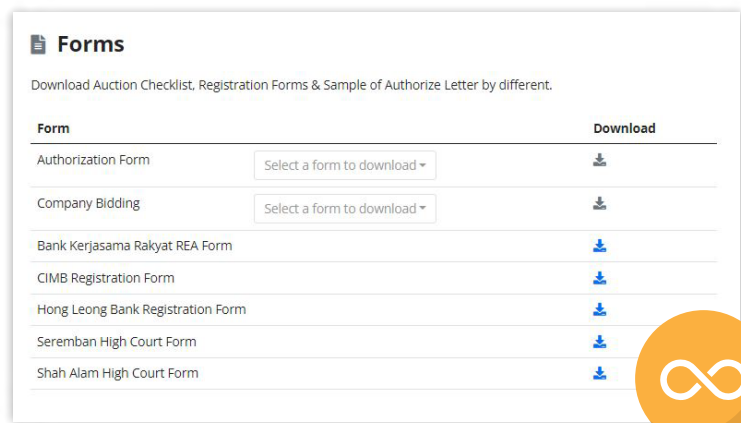 Forms
Download Auction Checklist, Registration Forms & Sample of Authorize Letter by different.
Form Download
Authorization Form Select a form to download
Company Bidding Select a form to download
Bank Kerjasama Rakyat REA Form
CIMB Registration Form
Hong Leong Bank Registration Form
Seremban High Court Form
Shah Alam High Court Form